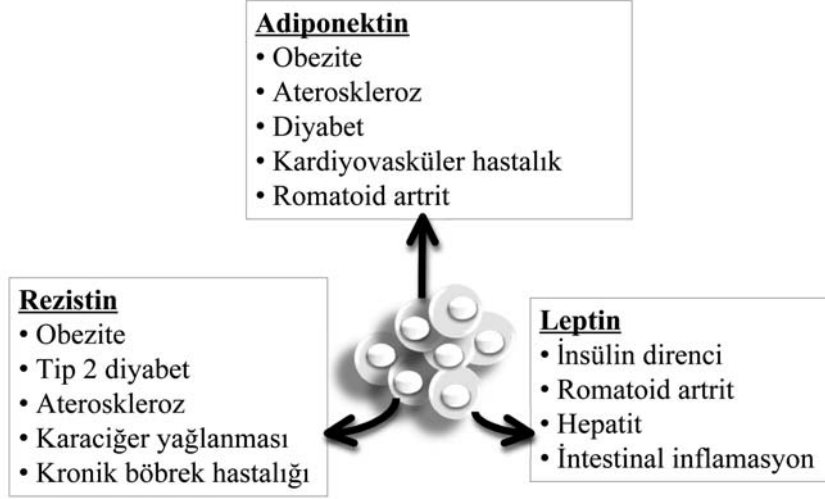 Adiponektin
• Obezite
• Ateroskleroz
• Diyabet
• Kardiyovasküler hastalık
• Romatoid artrit
Rezistin
• Obezite
• Tip 2 diyabet
• Ateroskleroz
• Karaciğer yağlanması
• Kronik böbrek hastalığı
Leptin
• İnsülin direnci
• Romatoid artrit
• Hepatit
• İntestinal inflamasyon